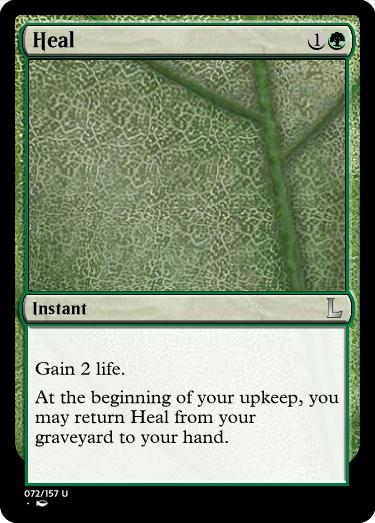 Heal 1
Instant L
Gain 2 life.
At the beginning of your upkeep, you
may return Heal from your
graveyard to your hand.
072/157 U